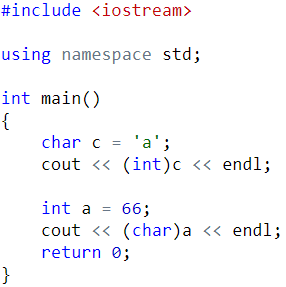 #include <iostream>
using namespace std;
int main()
{
char c = 'a';
cout << (int)c << endl;
int a = 66;
cout << (char)a << endl;
return 0;
}